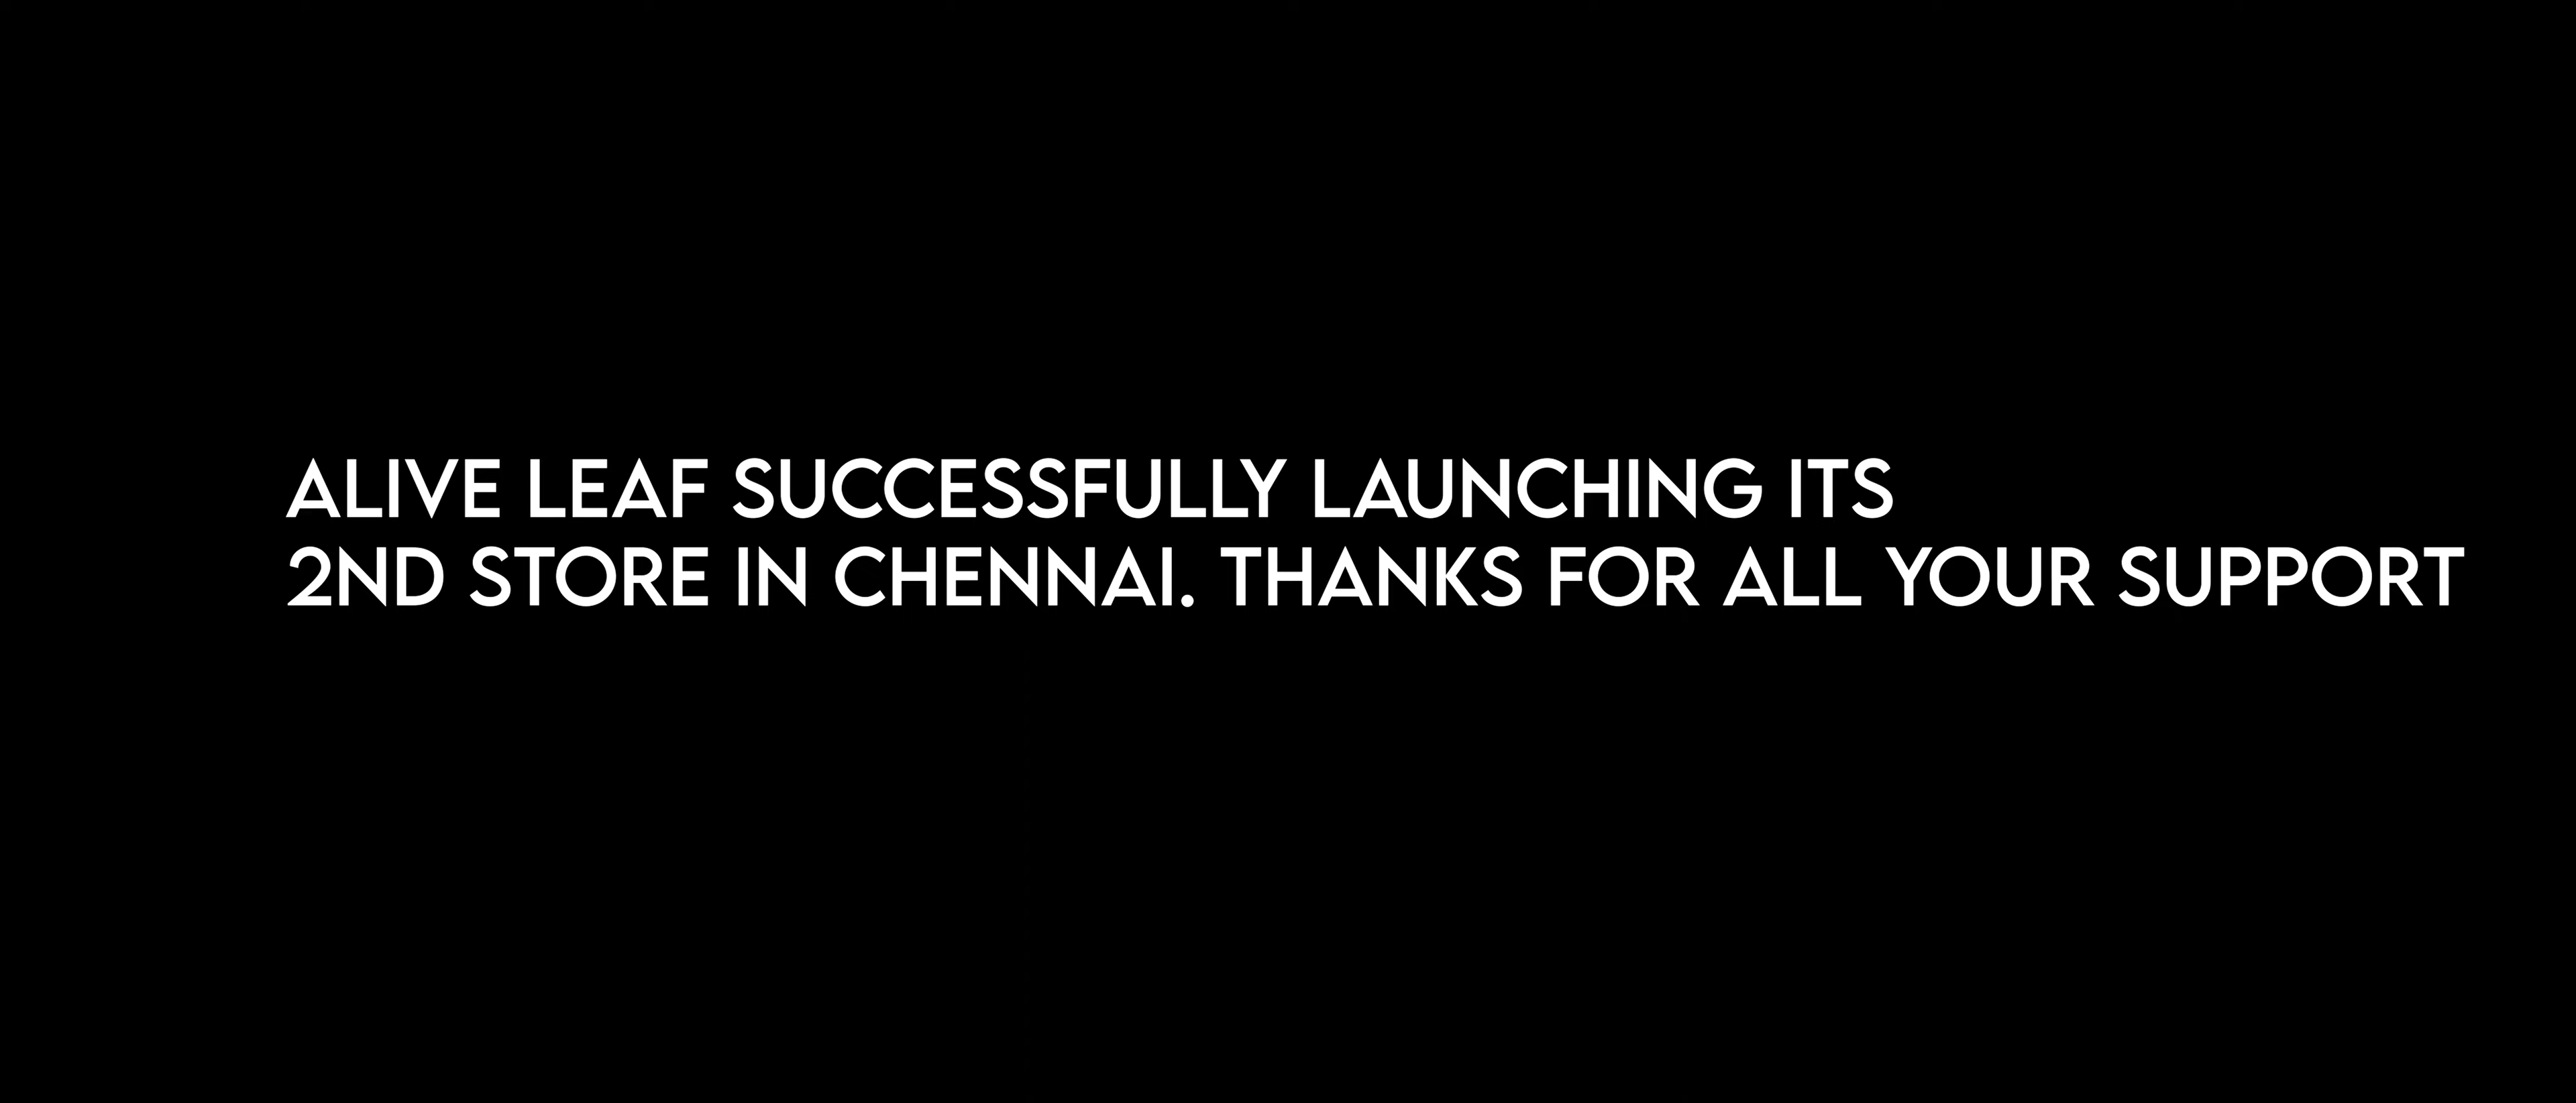 ALIVE LEAF SUCCESSFULLY LAUNCHING ITS
2ND STORE IN CHENNAI. THANKS FOR ALL YOUR SUPPORT